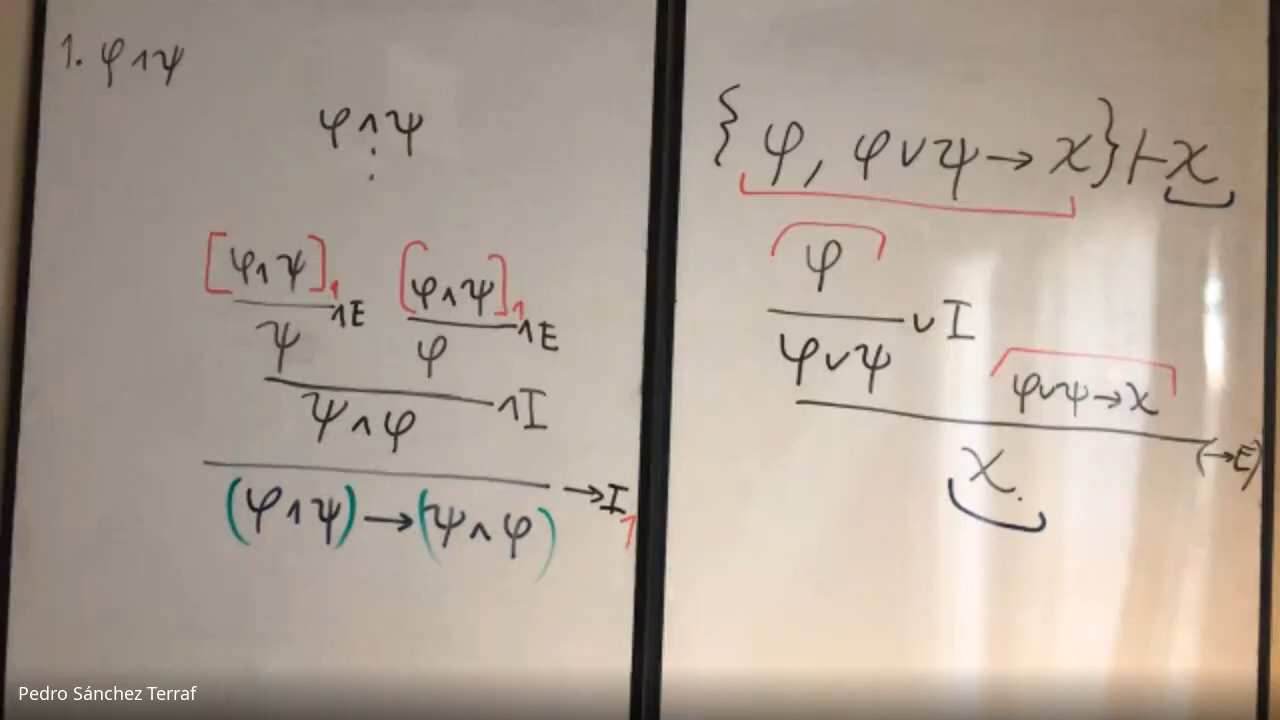 1. φ∧ψ
φ∧ψ
[φ∧ψ]₁ ∧E [φ∧ψ]₁ ∧E
ψ φ
∧I
ψ∧φ
→I₁
(φ∧ψ)→(ψ∧φ)
{φ, φ∨ψ→χ}⊢χ
φ
∨I
φ∨ψ φ∨ψ→χ
(→E)
χ.
Pedro Sánchez Terraf